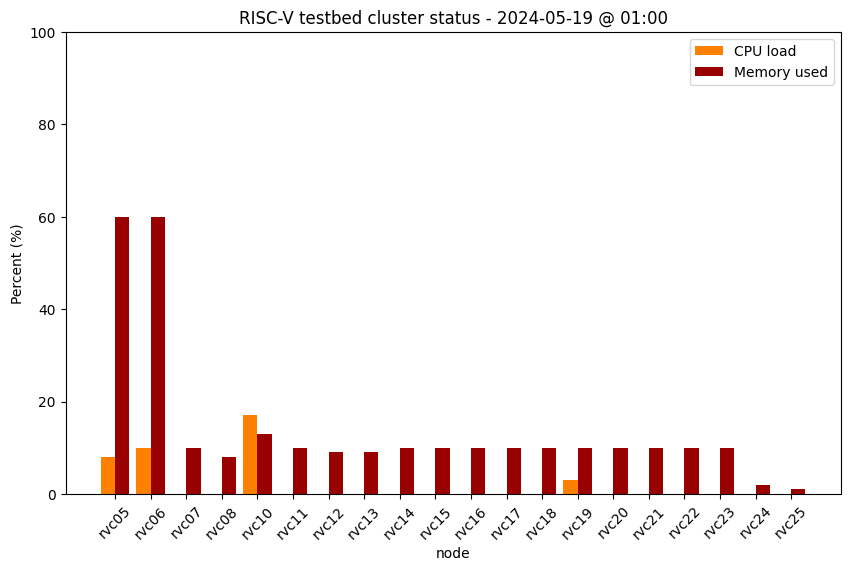 RISC-V testbed cluster status - 2024-05-19 @ 01:00
CPU load
Memory used
Percent (%)
100
80
60
40
20
0
rvc05 rvc06 rvc07 rvc08 rvc10 rvc11 rvc12 rvc13 rvc14 rvc15 rvc16 rvc17 rvc18 rvc19 rvc20 rvc21 rvc22 rvc23 rvc24 rvc25
node